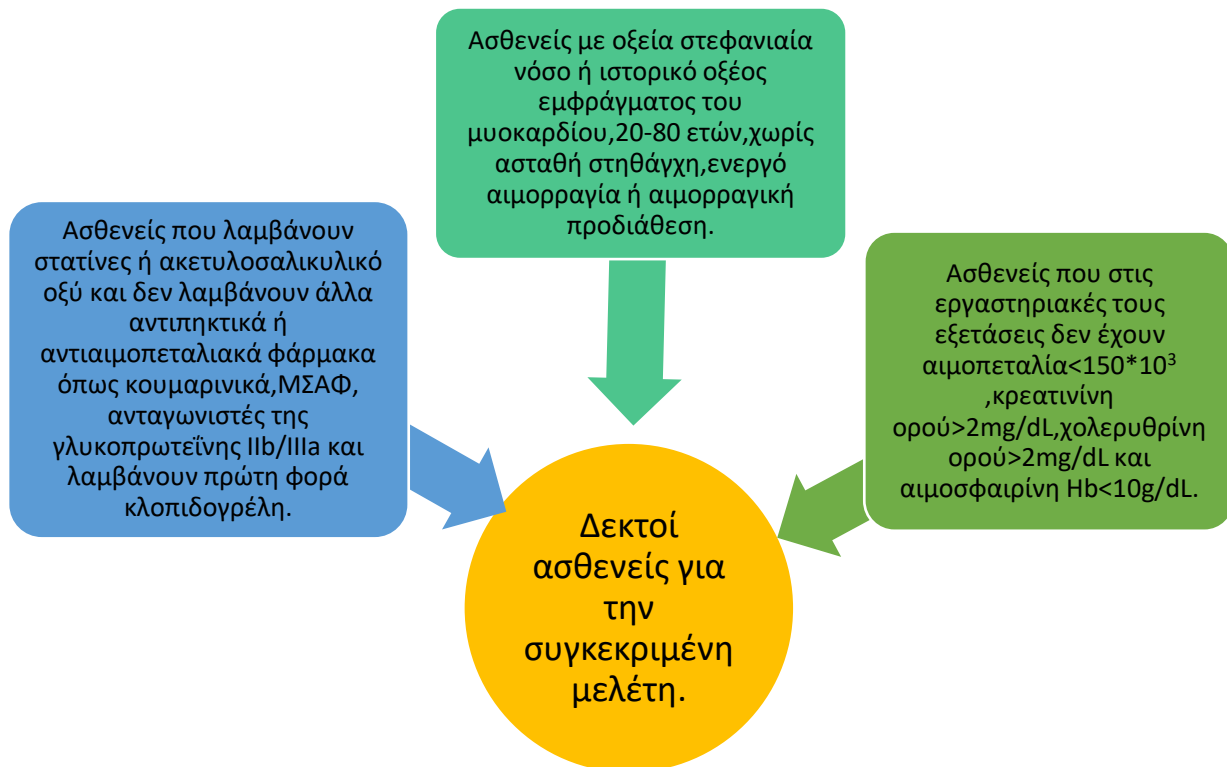 Ασθενείς με οξεία στεφανιαία
νόσο ή ιστορικό οξέος
εμφράγματος του
μυοκαρδίου,20-80 ετών,χωρίς
ασταθή στηθάγχη,ενεργό
αιμορραγία ή αιμορραγική
προδιάθεση.
Ασθενείς που λαμβάνουν
στατίνες ή ακετυλοσαλικυλικό
οξύ και δεν λαμβάνουν άλλα
αντιπηκτικά ή
αντιαιμοπεταλιακά φάρμακα
όπως κουμαρινικά,ΜΣΑΦ,
ανταγωνιστές της
γλυκοπρωτεΐνης IIb/IIIa και
λαμβάνουν πρώτη φορά
κλοπιδογρέλη.
Ασθενείς που στις
εργαστηριακές τους
εξετάσεις δεν έχουν
αιμοπεταλία<150*10³
,κρεατινίνη
ορού>2mg/dL,χολερυθρίνη
ορού>2mg/dL και
αιμοσφαιρίνη Hb<10g/dL.
Δεκτοί
ασθενείς για
την
συγκεκριμένη
μελέτη.